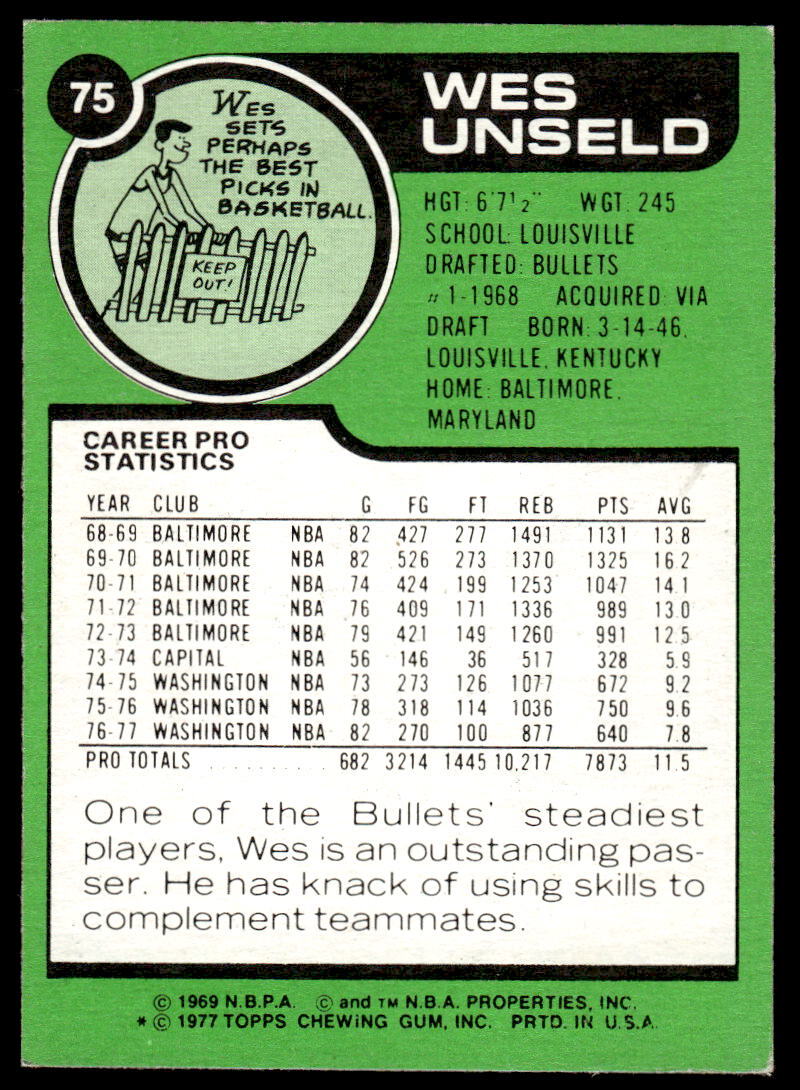 75
WES
SETS
PERHAPS
THE BEST
PICKS IN
BASKETBALL.
KEEP
OUT!
WES
UNSELD
HGT: 6'7 1/2" WGT: 245
SCHOOL: LOUISVILLE
DRAFTED: BULLETS
#1-1968 ACQUIRED: VIA
DRAFT BORN: 3-14-46,
LOUISVILLE, KENTUCKY
HOME: BALTIMORE,
MARYLAND
CAREER PRO
STATISTICS
YEAR CLUB G FG FT REB PTS AVG
68-69 BALTIMORE NBA 82 427 277 1491 1131 13.8
69-70 BALTIMORE NBA 82 526 273 1370 1325 16.2
70-71 BALTIMORE NBA 74 424 199 1253 1047 14.1
71-72 BALTIMORE NBA 76 409 171 1336 989 13.0
72-73 BALTIMORE NBA 79 421 149 1260 991 12.5
73-74 CAPITAL NBA 56 146 36 517 328 5.9
74-75 WASHINGTON NBA 73 273 126 1077 672 9.2
75-76 WASHINGTON NBA 78 318 114 1036 750 9.6
76-77 WASHINGTON NBA 82 270 100 877 640 7.8
PRO TOTALS . . . . . . . . . 682 3214 1445 10,217 7873 11.5
One of the Bullets' steadiest
players, Wes is an outstanding pas-
ser. He has knack of using skills to
complement teammates.
© 1969 N.B.P.A. © and TM N.B.A. PROPERTIES, INC.
* © 1977 TOPPS CHEWING GUM, INC. PRTD. IN U.S.A.